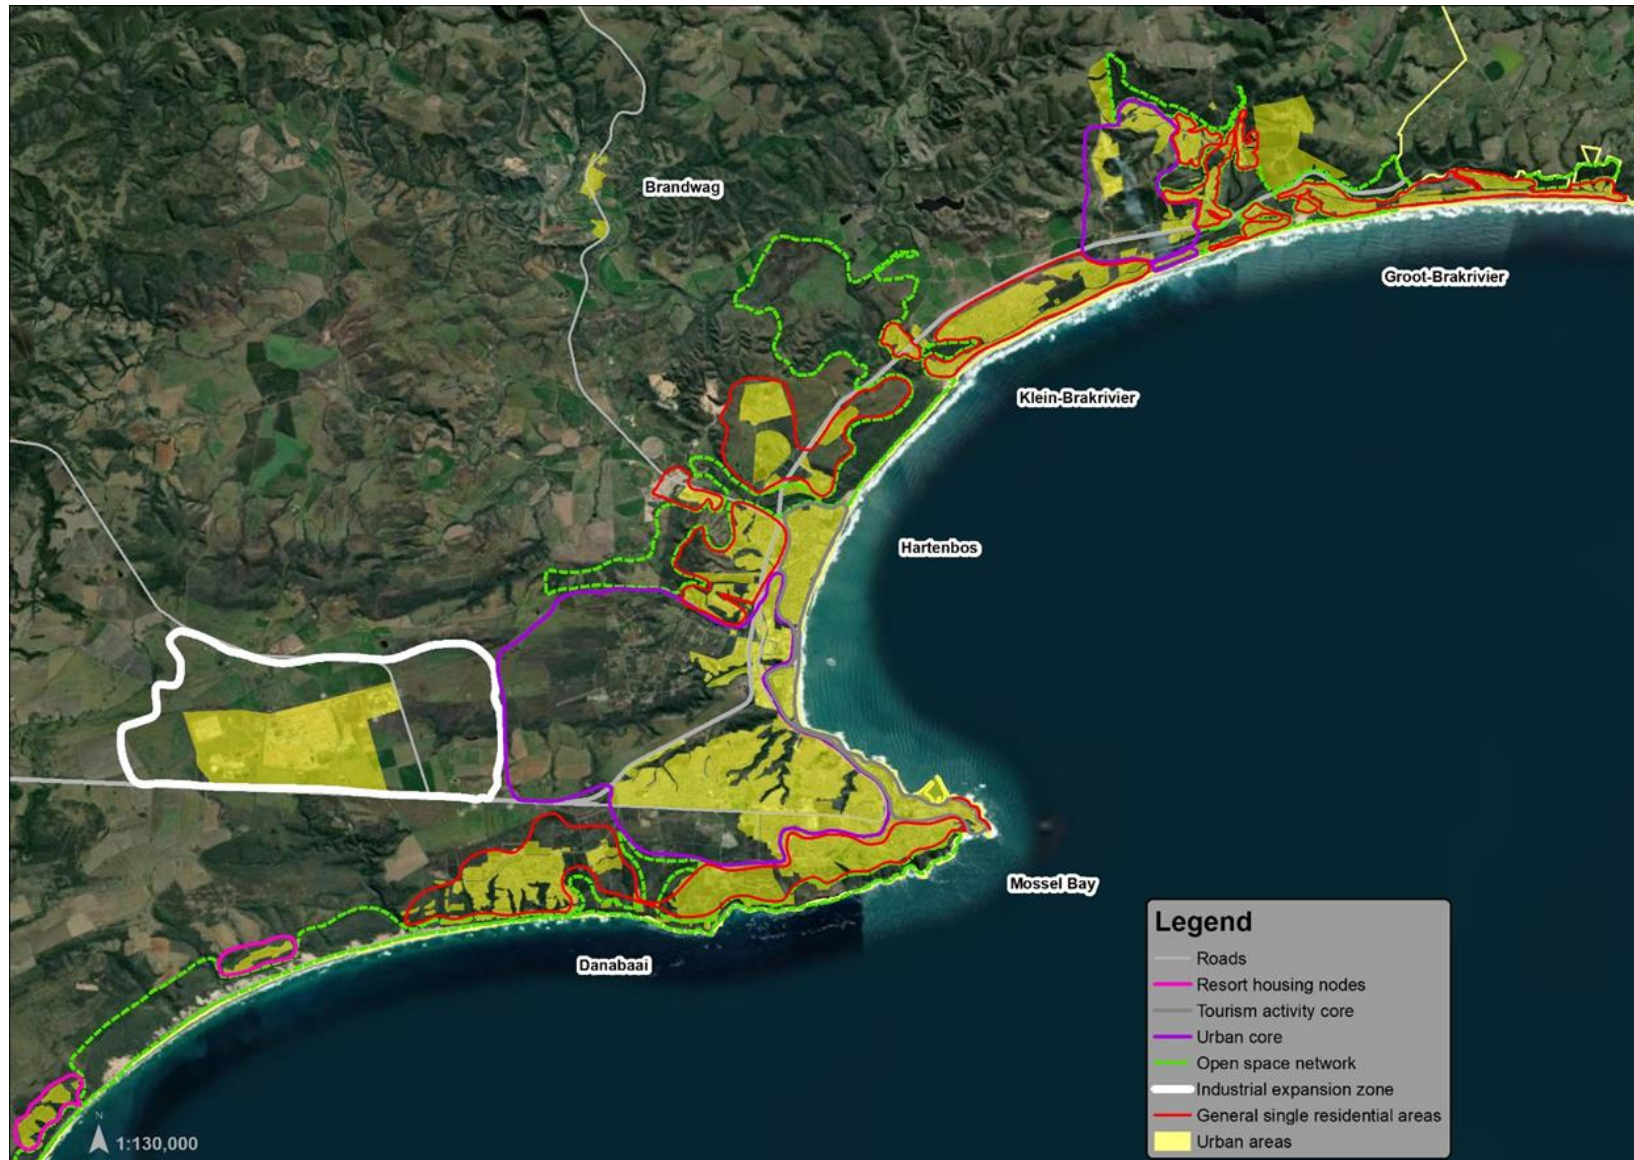 Brandwag
Groot-Brakrivier
Klein-Brakrivier
Hartenbos
Mossel Bay
Danabaai
Legend
Roads
Resort housing nodes
Tourism activity core
Urban core
Open space network
Industrial expansion zone
General single residential areas
Urban areas
N
1:130,000